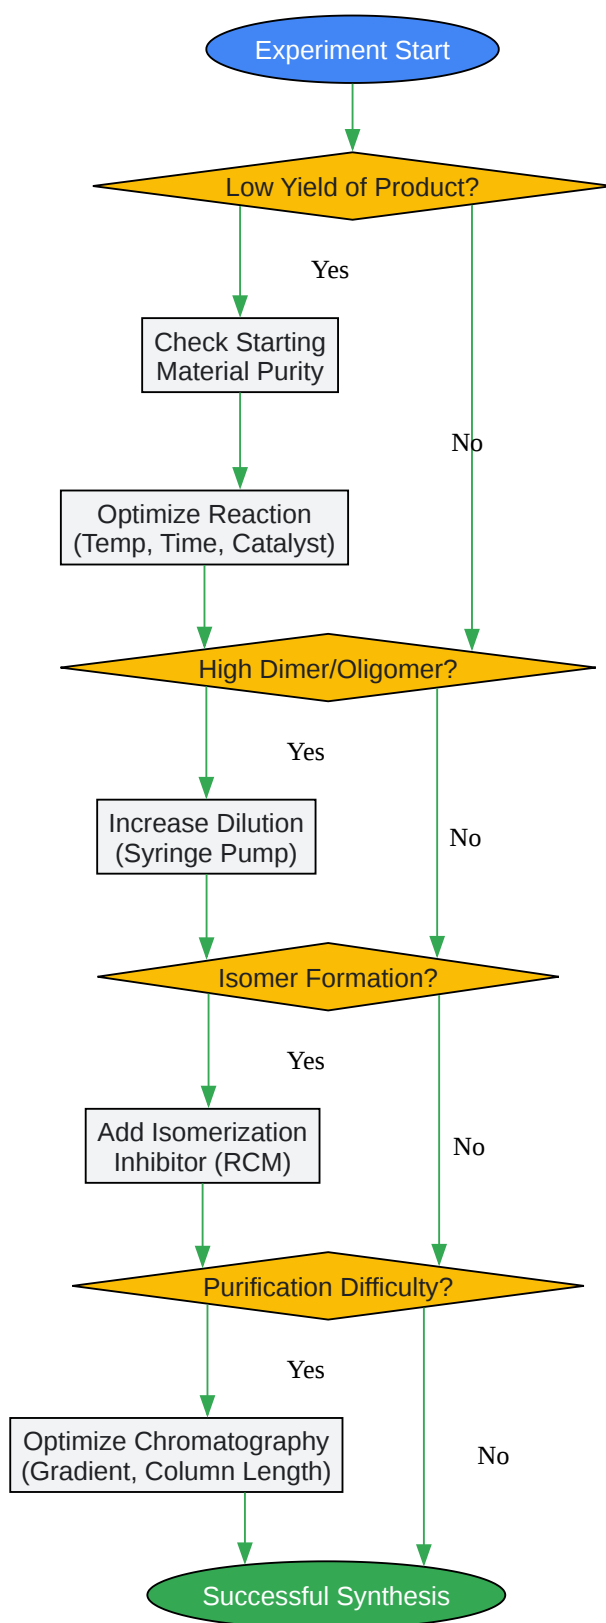 Experiment Start
Low Yield of Product?
Yes
Check Starting
Material Purity
No
Optimize Reaction
(Temp, Time, Catalyst)
High Dimer/Oligomer?
Yes
Increase Dilution
(Syringe Pump)
No
Isomer Formation?
Yes
Add Isomerization
Inhibitor (RCM)
No
Purification Difficulty?
Yes
Optimize Chromatography
(Gradient, Column Length)
No
Successful Synthesis